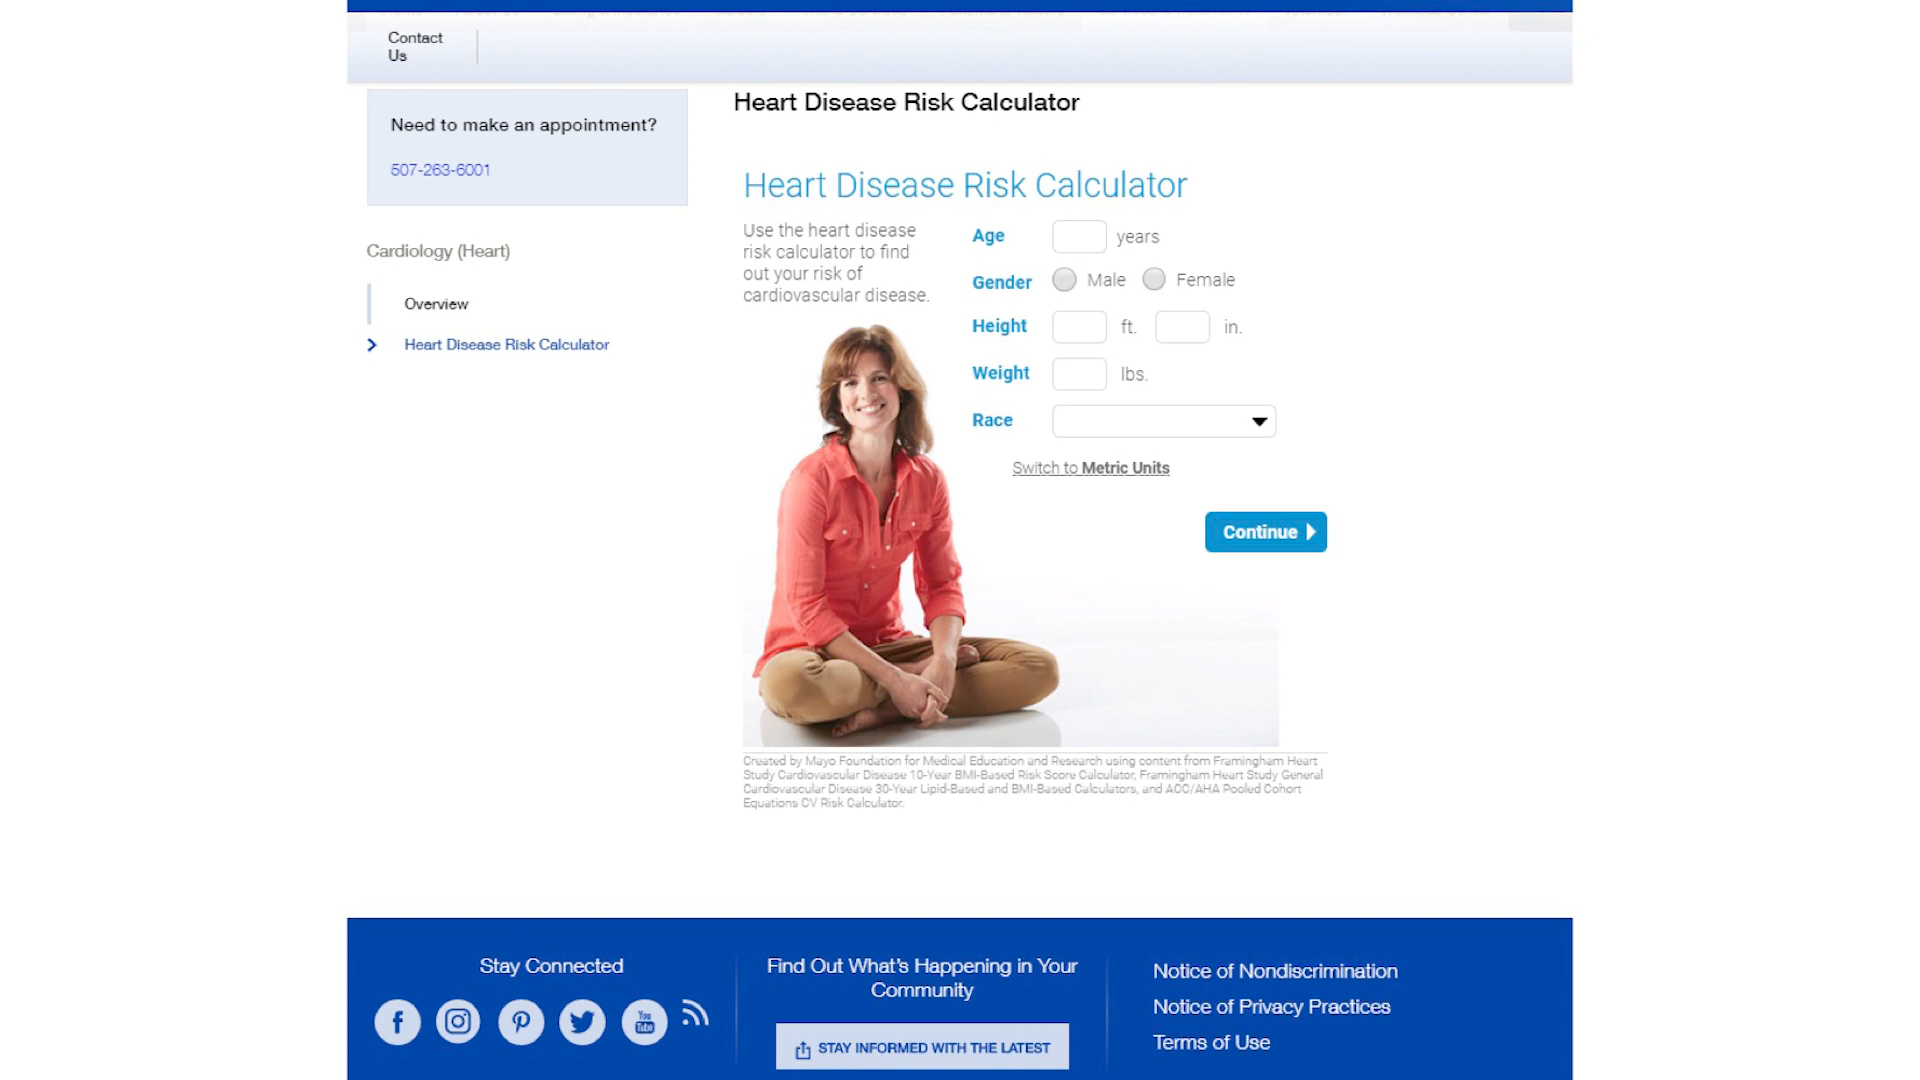 Contact
Us
Need to make an appointment?
507-263-6001
Cardiology (Heart)
Overview
Heart Disease Risk Calculator
Heart Disease Risk Calculator
Heart Disease Risk Calculator
Use the heart disease
risk calculator to find
out your risk of
cardiovascular disease.
Age years
Gender Male Female
Height ft. in.
Weight lbs.
Race
Switch to Metric Units
Continue
Created by Mayo Foundation for Medical Education and Research using content from Framingham Heart
Study Cardiovascular Disease 10-Year BMI-Based Risk Score Calculator, Framingham Heart Study General
Cardiovascular Disease 30-Year Lipid-Based and BMI-Based Calculators, and ACC/AHA Pooled Cohort
Equations CV Risk Calculator.
Stay Connected
You
Tube
Find Out What's Happening in Your
Community
STAY INFORMED WITH THE LATEST
Notice of Nondiscrimination
Notice of Privacy Practices
Terms of Use